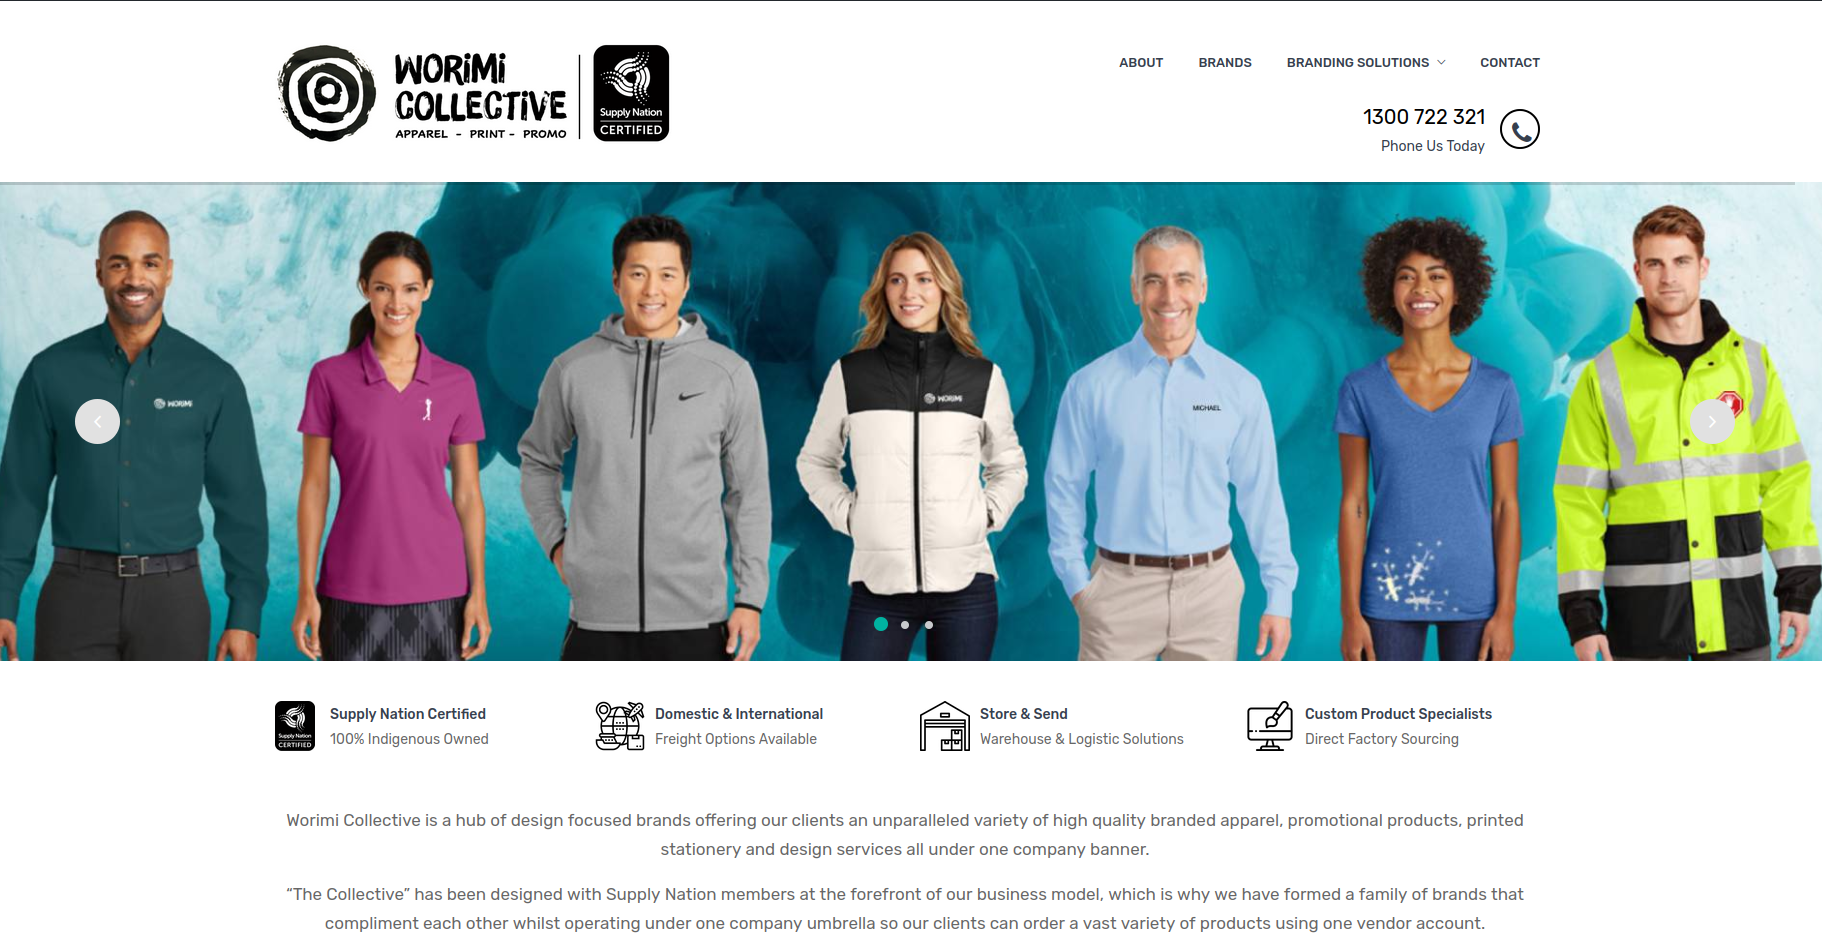 WORiMi
COLLECTiVE
APPAREL - PRINT - PROMO
Supply Nation
CERTIFIED
ABOUT
BRANDS
BRANDING SOLUTIONS
CONTACT
1300 722 321
Phone Us Today
WORIMI
WORIMI
MICHAEL
Supply Nation
CERTIFIED
Supply Nation Certified
100% Indigenous Owned
Domestic & International
Freight Options Available
Store & Send
Warehouse & Logistic Solutions
Custom Product Specialists
Direct Factory Sourcing
Worimi Collective is a hub of design focused brands offering our clients an unparalleled variety of high quality branded apparel, promotional products, printed
stationery and design services all under one company banner.
“The Collective” has been designed with Supply Nation members at the forefront of our business model, which is why we have formed a family of brands that
compliment each other whilst operating under one company umbrella so our clients can order a vast variety of products using one vendor account.